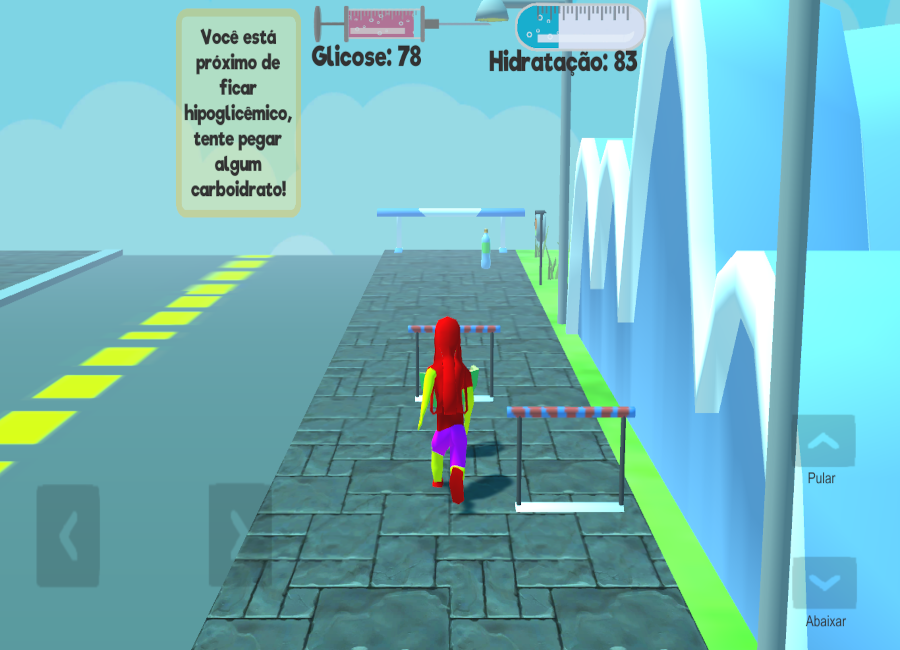 Você está
próximo de
ficar
hipoglicêmico,
tente pegar
algum
carboidrato!
Glicose: 78
Hidratação: 83
Pular
Abaixar